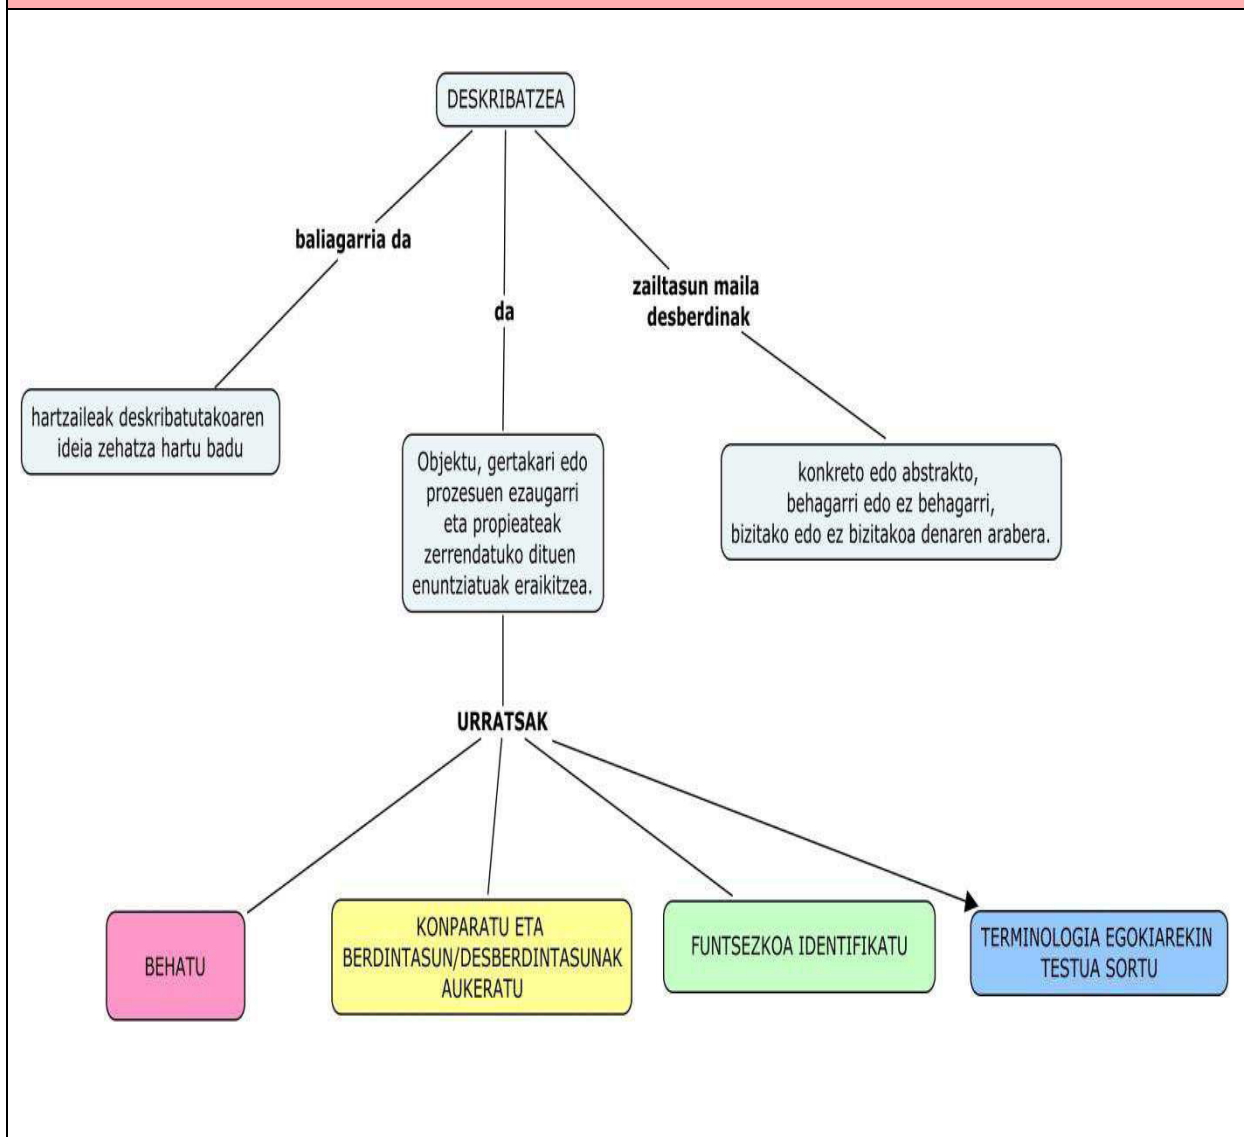 DESKRIBATZEA
baliagarria da
da
zailtasun maila
desberdinak
hartzaileak deskribatutakoaren
ideia zehatza hartu badu
Objektu, gertakari edo
prozesuen ezaugarri
eta propieateak
zerrendatuko dituen
enuntziatuak eraikitzea.
konkreto edo abstrakto,
behagarri edo ez behagarri,
bizitako edo ez bizitakoa denaren arabera.
URRATSAK
BEHATU
KONPARATU ETA
BERDINTASUN/DESBERDINTASUNAK
AUKERATU
FUNTSEZKOA IDENTIFIKATU
TERMINOLOGIA EGOKIAREKIN
TESTUA SORTU